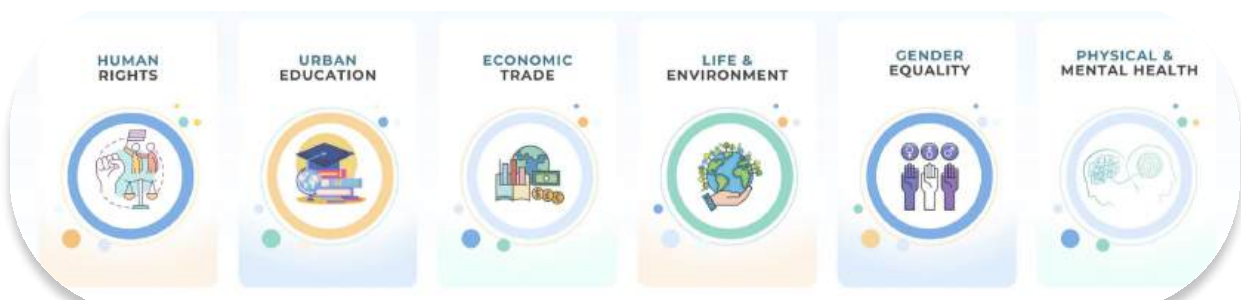 HUMAN
RIGHTS
URBAN
EDUCATION
ECONOMIC
TRADE
LIFE &
ENVIRONMENT
GENDER
EQUALITY
PHYSICAL &
MENTAL HEALTH